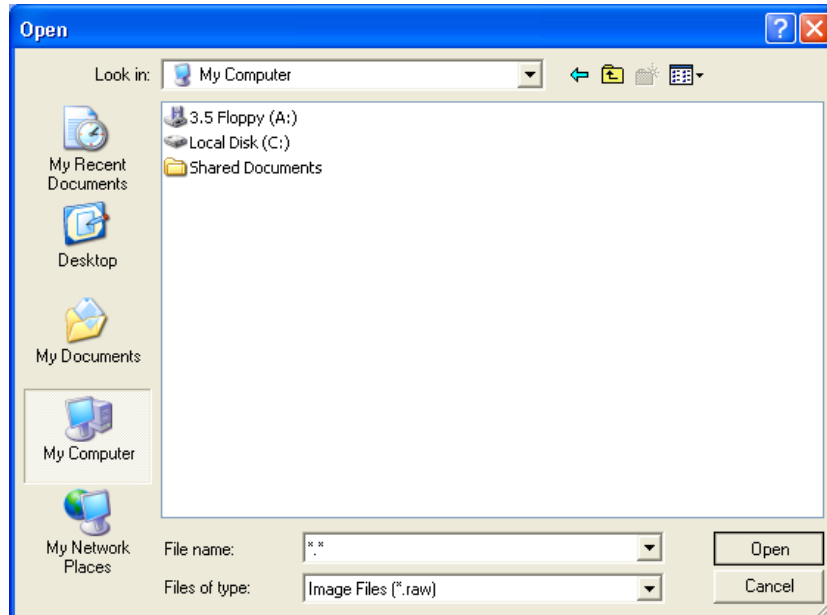 Open
Look in: My Computer
3.5 Floppy (A:)
Local Disk (C:)
Shared Documents
My Recent
Documents
Desktop
My Documents
My Computer
My Network
Places
File name: *.*
Open
Files of type: Image Files (*.raw)
Cancel